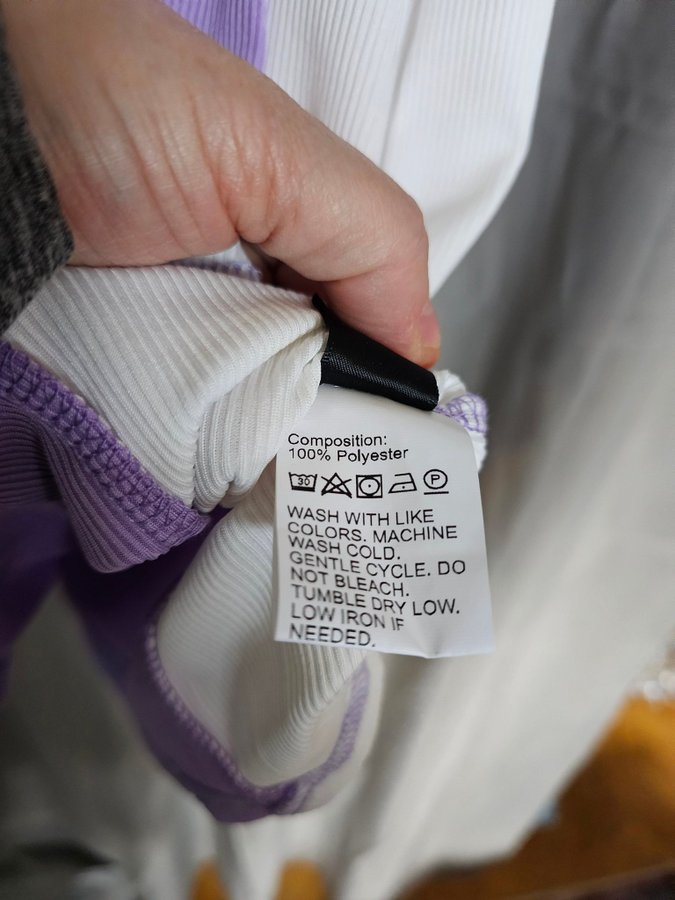 Composition:
100% Polyester
30 P
WASH WITH LIKE
COLORS. MACHINE
WASH COLD.
GENTLE CYCLE. DO
NOT BLEACH.
TUMBLE DRY LOW.
LOW IRON IF
NEEDED.